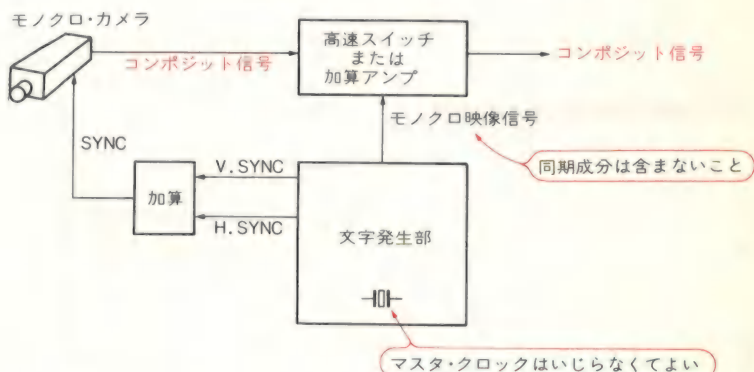 モノクロ・カメラ
コンポジット信号
高速スイッチ
または
加算アンプ
コンポジット信号
モノクロ映像信号
同期成分は含まないこと
SYNC
加算
V.SYNC
H.SYNC
文字発生部
マスタ・クロックはいじらなくてよい